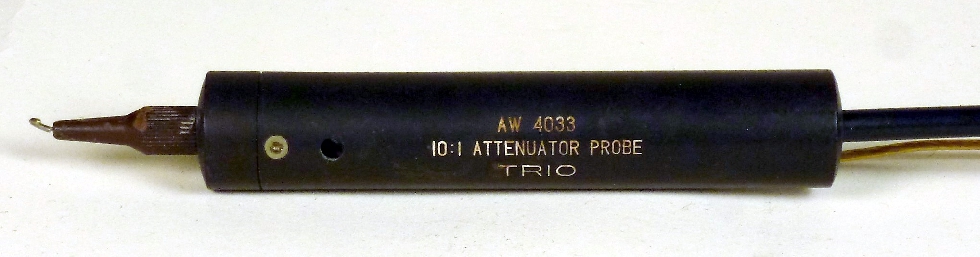 AW 4033
10:1 ATTENUATOR PROBE
TRIO